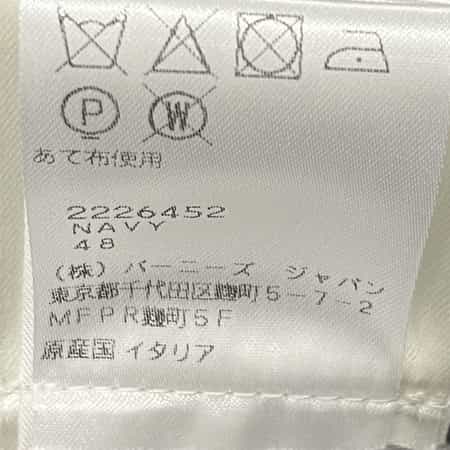 P W
あて布使用
2226452
NAVY
48
(株) バーニーズ ジャパン
東京都千代田区麹町5-7-2
MFPR麹町5F
原産国 イタリア